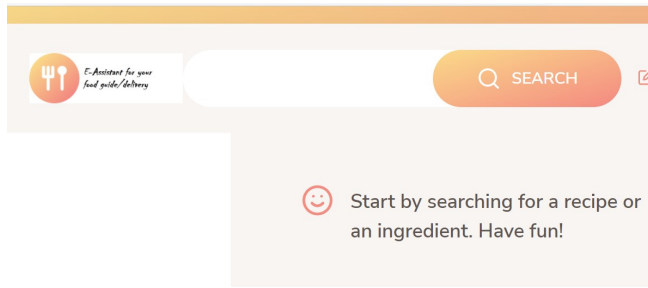 E-Assistant for your
food guide/delivery
SEARCH
Start by searching for a recipe or
an ingredient. Have fun!